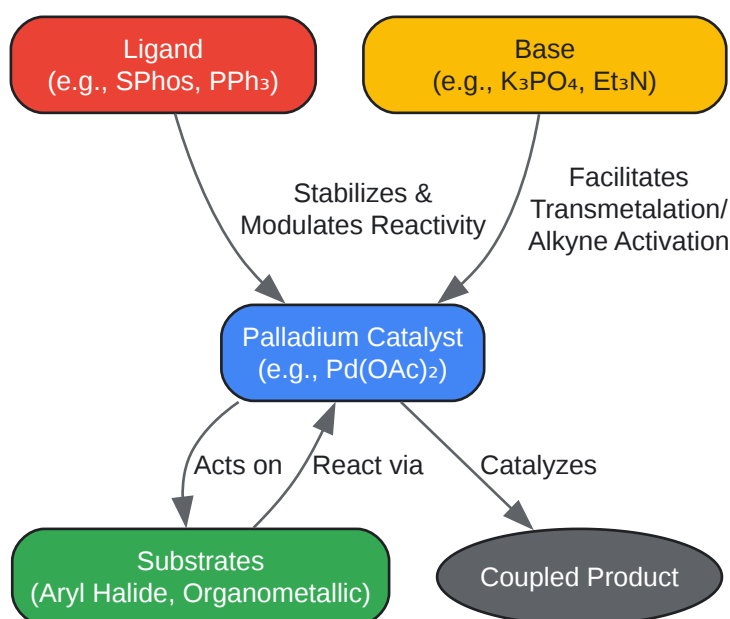 Ligand
(e.g., SPhos, PPh₃)
Base
(e.g., K₃PO₄, Et₃N)
Stabilizes &
Modulates Reactivity
Facilitates
Transmetalation/
Alkyne Activation
Palladium Catalyst
(e.g., Pd(OAc)₂)
Acts on
React via
Catalyzes
Substrates
(Aryl Halide, Organometallic)
Coupled Product